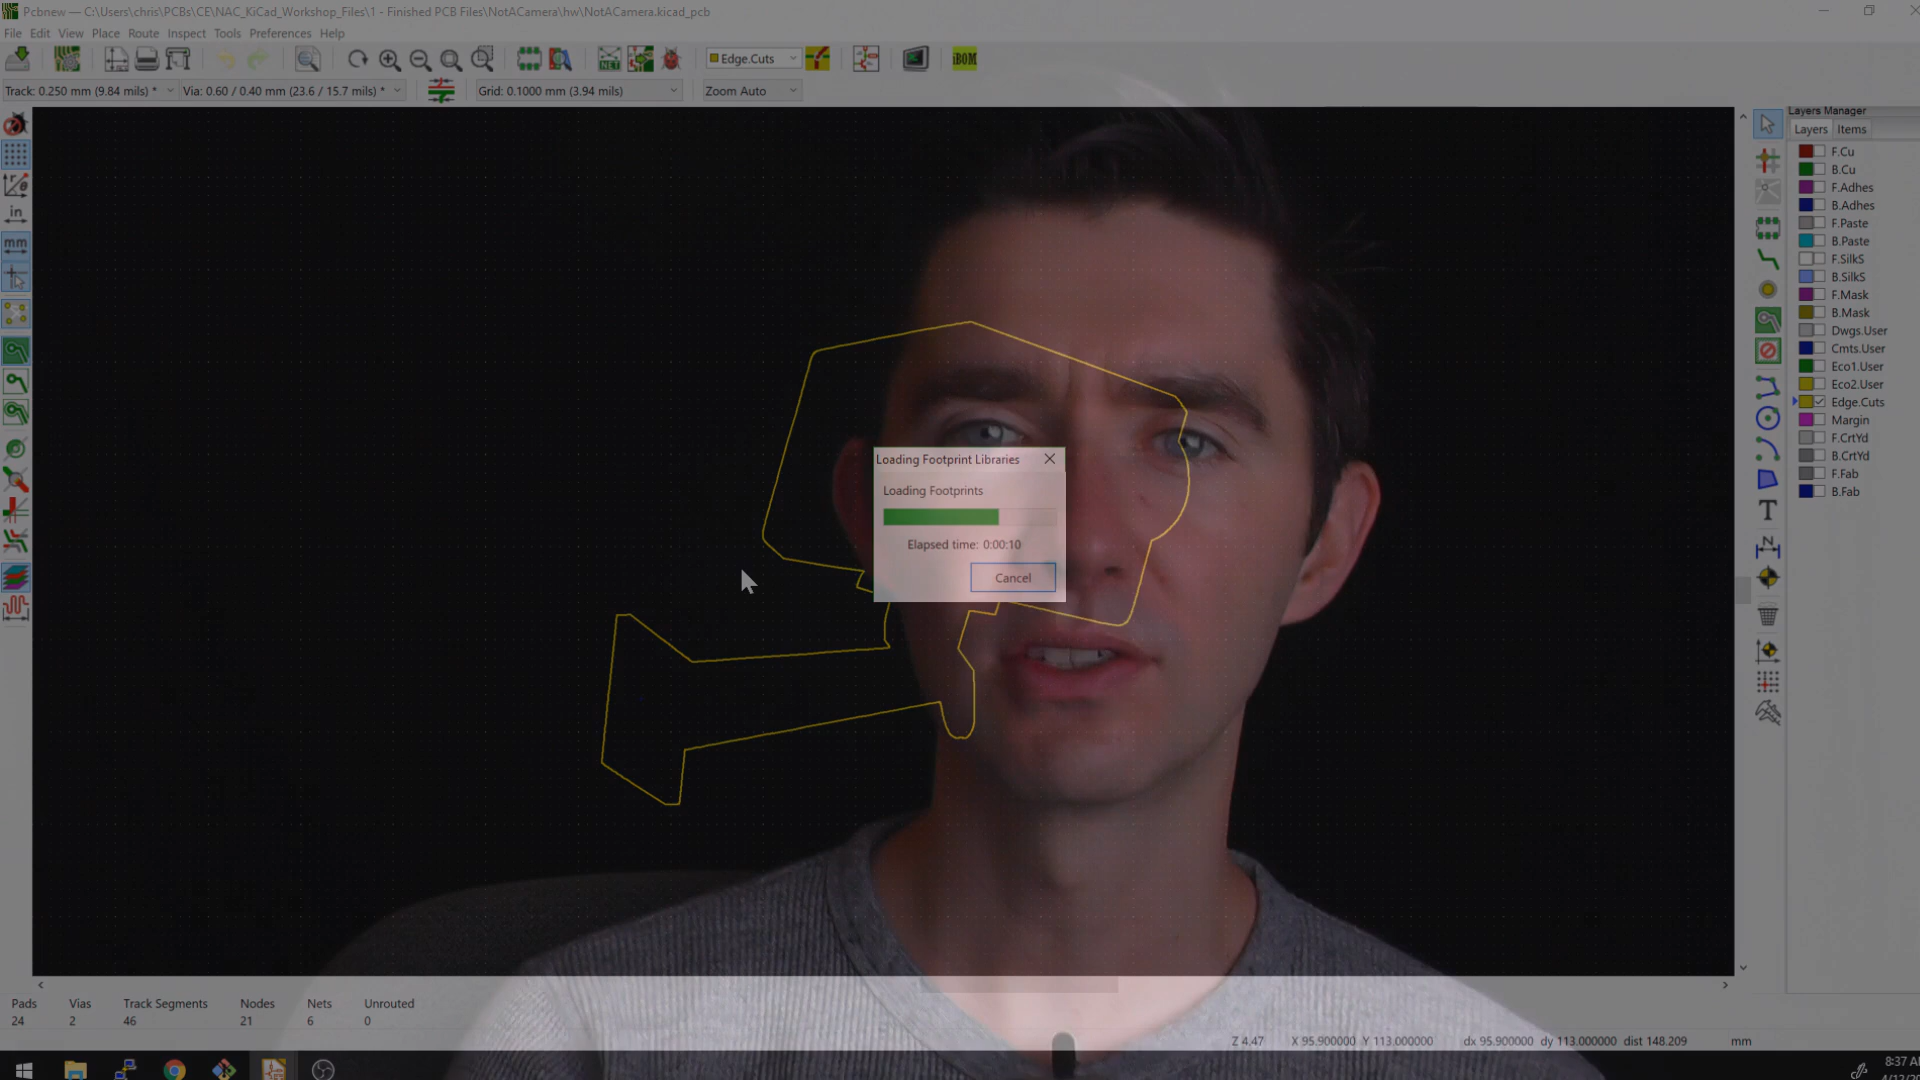 Pcbnew — C:\Users\chris\PCBs\CE\NAC_KiCad_Workshop_Files\1 - Finished PCB Files\NotACamera\hw\NotACamera.kicad_pcb
File Edit View Place Route Inspect Tools Preferences Help
NET Edge.Cuts iBOM
Track: 0.250 mm (9.84 mils) * Via: 0.60 / 0.40 mm (23.6 / 15.7 mils) * Grid: 0.1000 mm (3.94 mils) Zoom Auto
Layers Manager
Layers Items
F.Cu
B.Cu
F.Adhes
B.Adhes
F.Paste
B.Paste
F.SilkS
B.SilkS
F.Mask
B.Mask
Dwgs.User
Cmts.User
Eco1.User
Eco2.User
Edge.Cuts
Margin
F.CrtYd
B.CrtYd
F.Fab
B.Fab
in
mm
T
N
Loading Footprint Libraries
Loading Footprints
Elapsed time: 0:00:10
Cancel
Pads Vias Track Segments Nodes Nets Unrouted
24 2 46 21 6 0
Z 4.47 X 95.900000 Y 113.000000 dx 95.900000 dy 113.000000 dist 148.209 mm
8:37 A